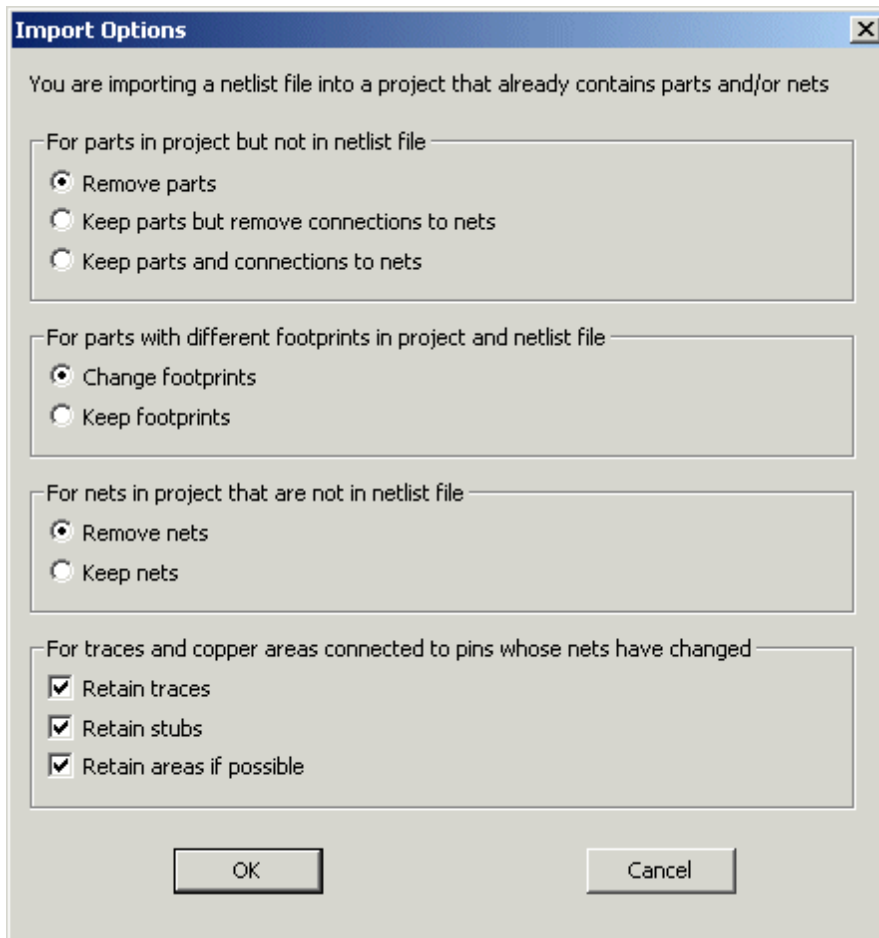 Import Options
You are importing a netlist file into a project that already contains parts and/or nets
For parts in project but not in netlist file
Remove parts
Keep parts but remove connections to nets
Keep parts and connections to nets
For parts with different footprints in project and netlist file
Change footprints
Keep footprints
For nets in project that are not in netlist file
Remove nets
Keep nets
For traces and copper areas connected to pins whose nets have changed
Retain traces
Retain stubs
Retain areas if possible
OK Cancel